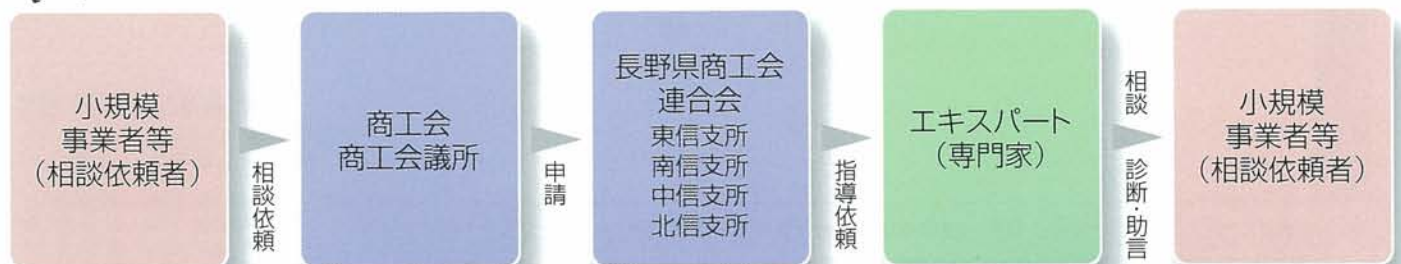 小規模
事業者等
(相談依頼者)
相談依頼
商工会
商工会議所
申請
長野県商工会
連合会
東信支所
南信支所
中信支所
北信支所
指導依頼
エキスパート
(専門家)
相談
診断・助言
小規模
事業者等
(相談依頼者)